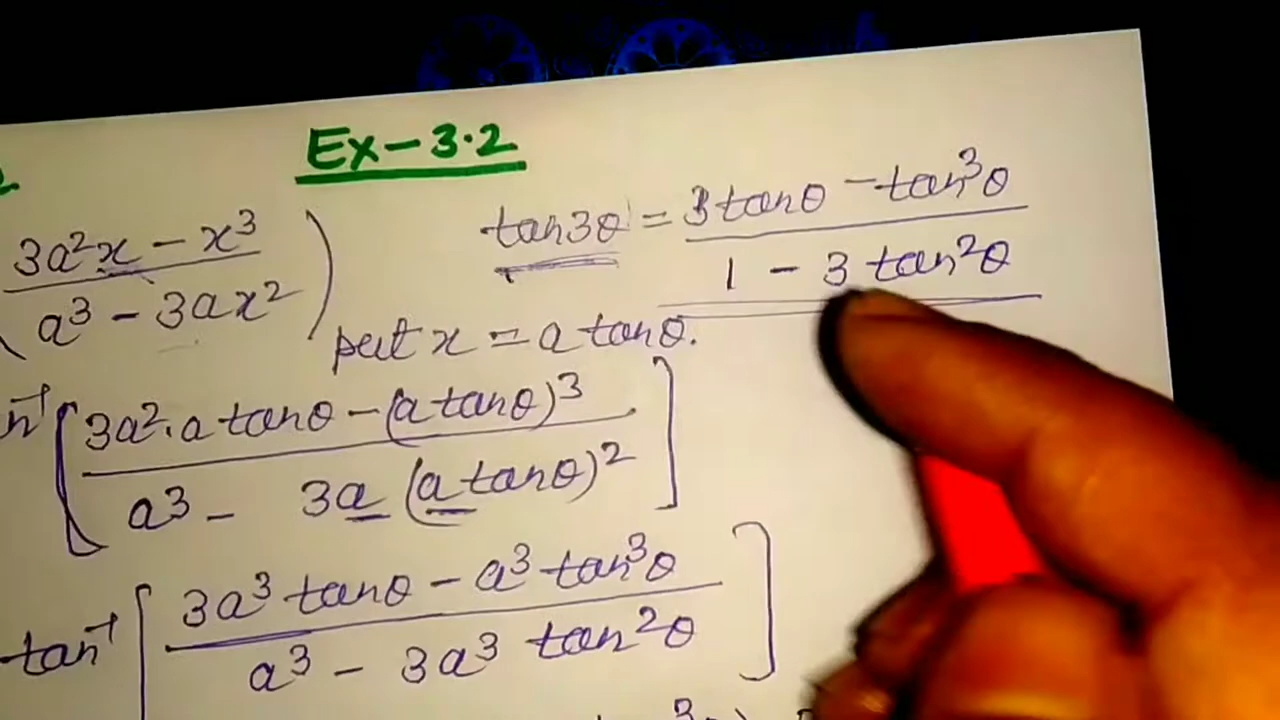 Ex-3.2
3a²x - x³ / a³ - 3ax² )
tan3θ = 3tanθ - tan³θ / 1 - 3tan²θ
put x = a tanθ.
[ 3a².a tanθ - (a tanθ)³ / a³ - 3a (a tanθ)² ]
tan⁻¹ [ 3a³ tanθ - a³ tan³θ / a³ - 3a³ tan²θ ]